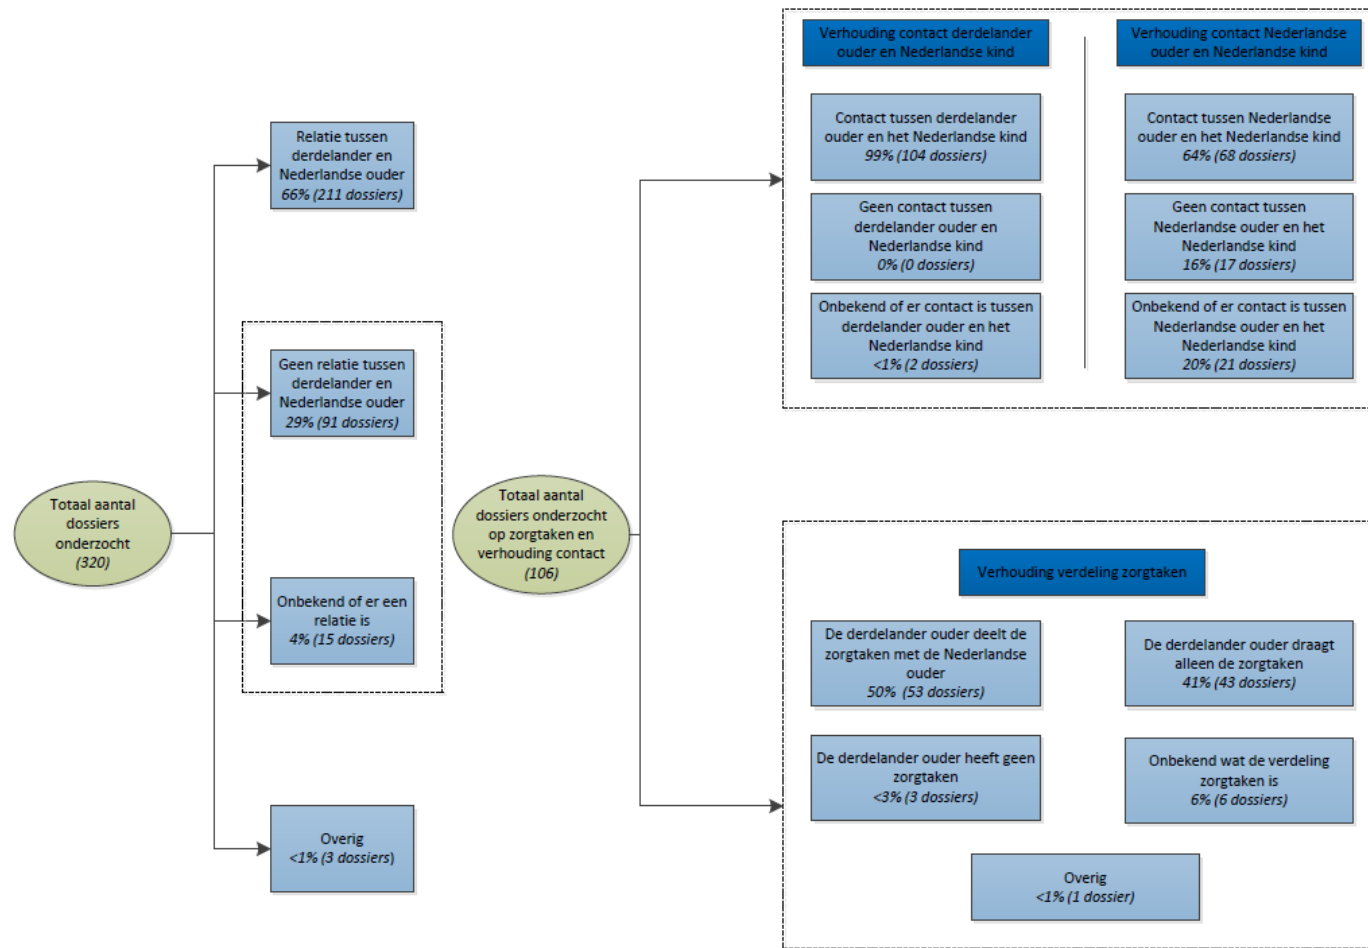 Totaal aantal
dossiers
onderzocht
(320)
Relatie tussen
derdelander en
Nederlandse ouder
66% (211 dossiers)
Geen relatie tussen
derdelander en
Nederlandse ouder
29% (91 dossiers)
Onbekend of er een
relatie is
4% (15 dossiers)
Overig
<1% (3 dossiers)
Totaal aantal
dossiers onderzocht
op zorgtaken en
verhouding contact
(106)
Verhouding contact derdelander
ouder en Nederlandse kind
Contact tussen derdelander
ouder en het Nederlandse kind
99% (104 dossiers)
Geen contact tussen
derdelander ouder en
Nederlandse kind
0% (0 dossiers)
Onbekend of er contact is tussen
derdelander ouder en het
Nederlandse kind
<1% (2 dossiers)
Verhouding contact Nederlandse
ouder en Nederlandse kind
Contact tussen Nederlandse
ouder en het Nederlandse kind
64% (68 dossiers)
Geen contact tussen
Nederlandse ouder en het
Nederlandse kind
16% (17 dossiers)
Onbekend of er contact is tussen
Nederlandse ouder en het
Nederlandse kind
20% (21 dossiers)
Verhouding verdeling zorgtaken
De derdelander ouder deelt de
zorgtaken met de Nederlandse
ouder
50% (53 dossiers)
De derdelander ouder draagt
alleen de zorgtaken
41% (43 dossiers)
De derdelander ouder heeft geen
zorgtaken
<3% (3 dossiers)
Onbekend wat de verdeling
zorgtaken is
6% (6 dossiers)
Overig
<1% (1 dossier)